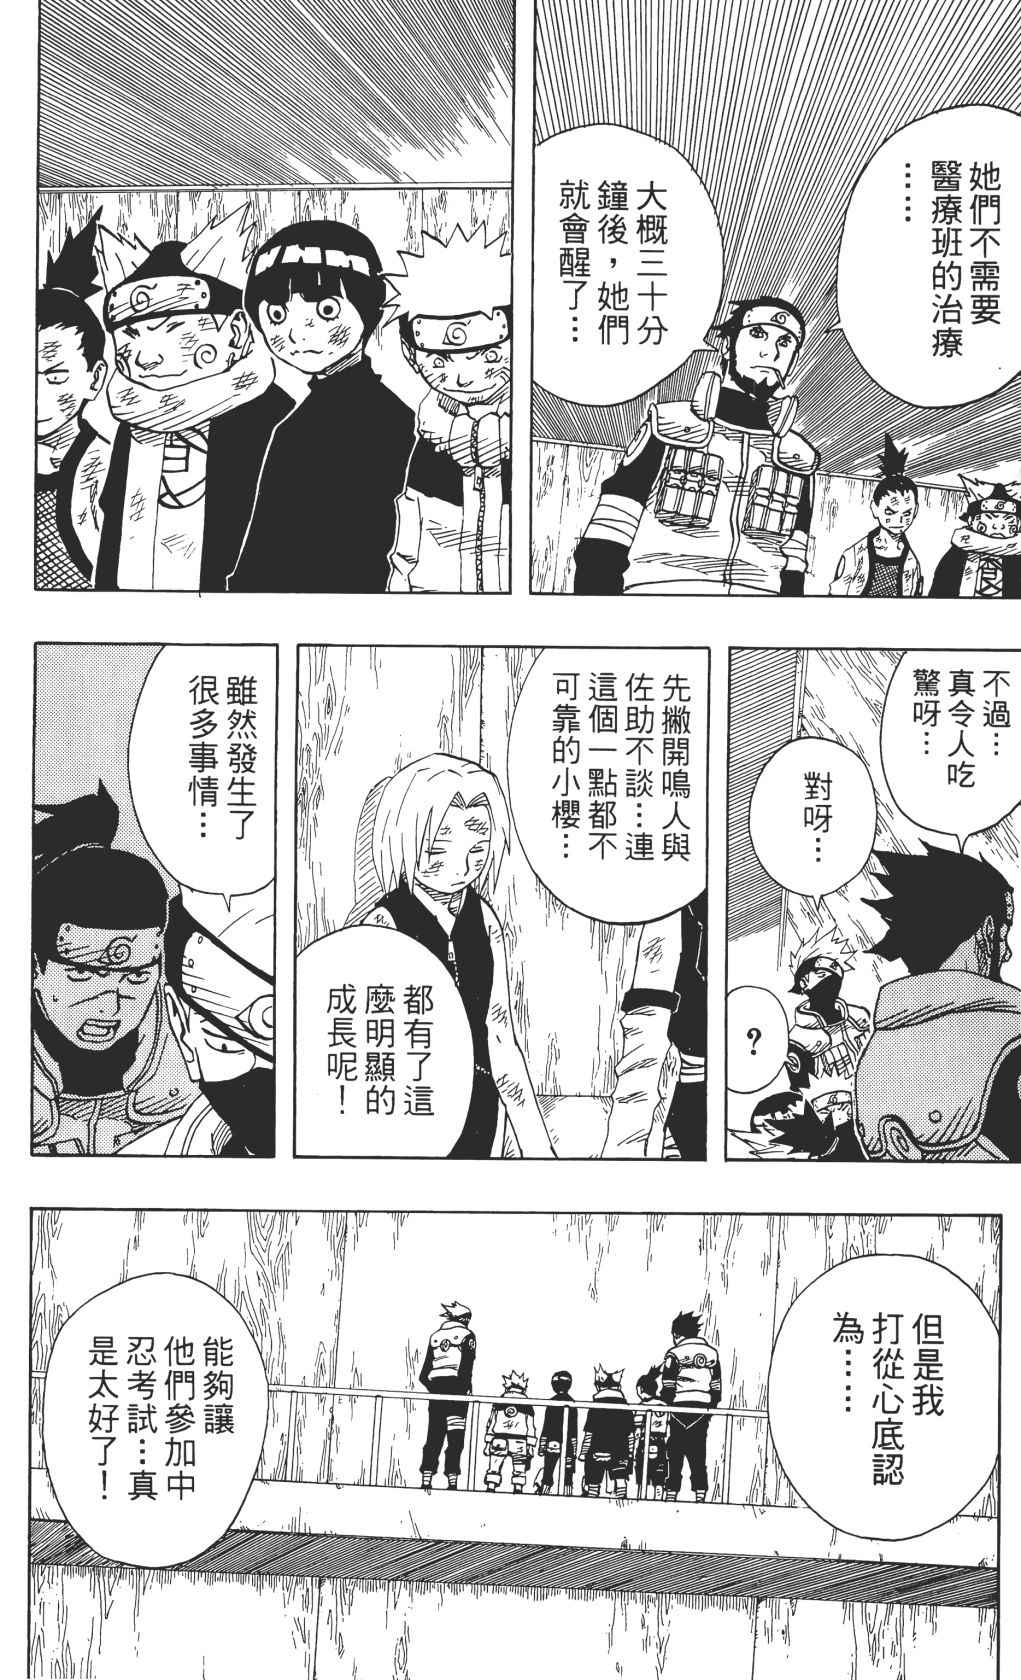 她們不需要
醫療班的治療
⋯⋯
大概三十分
鐘後，她們
就會醒了⋯
不過⋯
真令人吃
驚呀⋯
對呀⋯
?
先撇開鳴人與
佐助不談⋯連
這個一點都不
可靠的小櫻⋯
都有了這
麼明顯的
成長呢！
雖然發生了
很多事情⋯
但是我
打從心底認
為⋯⋯
能夠讓
他們參加中
忍考試⋯真
是太好了！